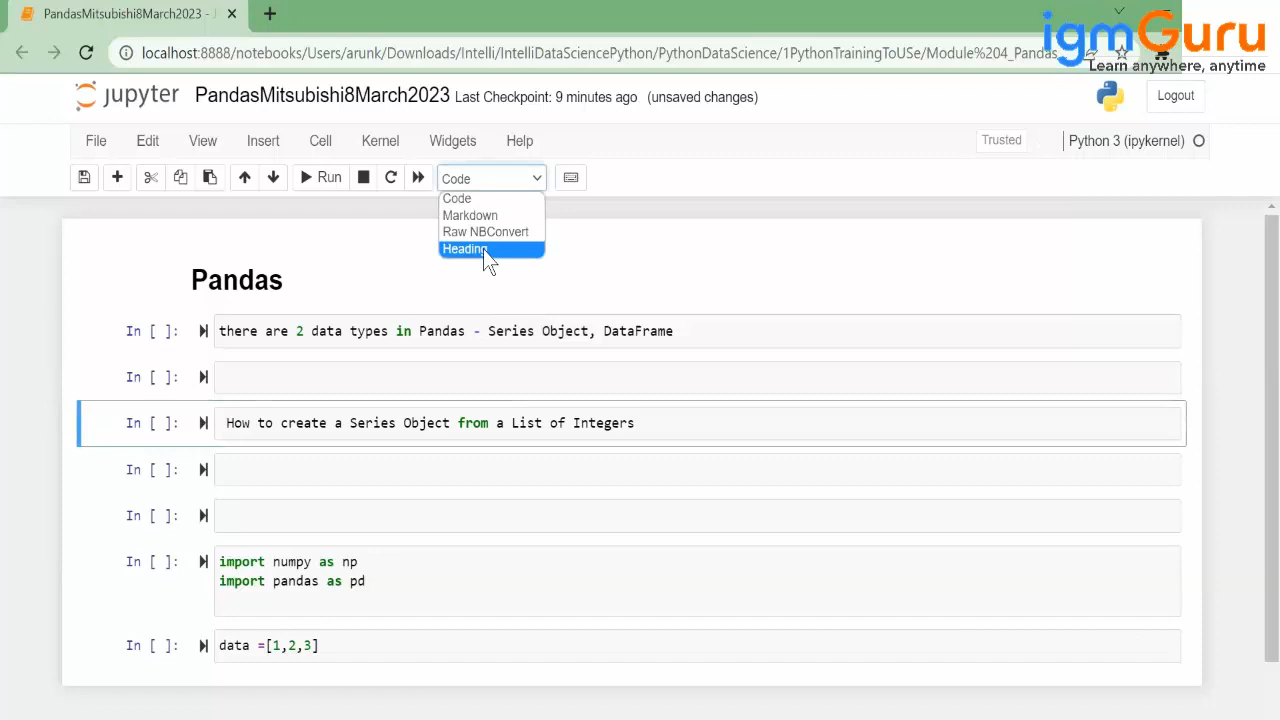 PandasMitsubishi8March2023 - J
igmGuru
Learn anywhere, anytime
localhost:8888/notebooks/Users/arupk/Downloads/Intelli/IntelliDataSciencePython/PythonDataScience/1PythonTrainingToUSe/Module%204_Pandas
jupyter PandasMitsubishi8March2023 Last Checkpoint: 9 minutes ago (unsaved changes) Logout
File Edit View Insert Cell Kernel Widgets Help Trusted Python 3 (ipykernel)
Run Code
Code
Markdown
Raw NBConvert
Heading
Pandas
In [ ]: there are 2 data types in Pandas - Series Object, DataFrame
In [ ]:
In [ ]: How to create a Series Object from a List of Integers
In [ ]:
In [ ]:
In [ ]: import numpy as np
import pandas as pd
In [ ]: data =[1,2,3]